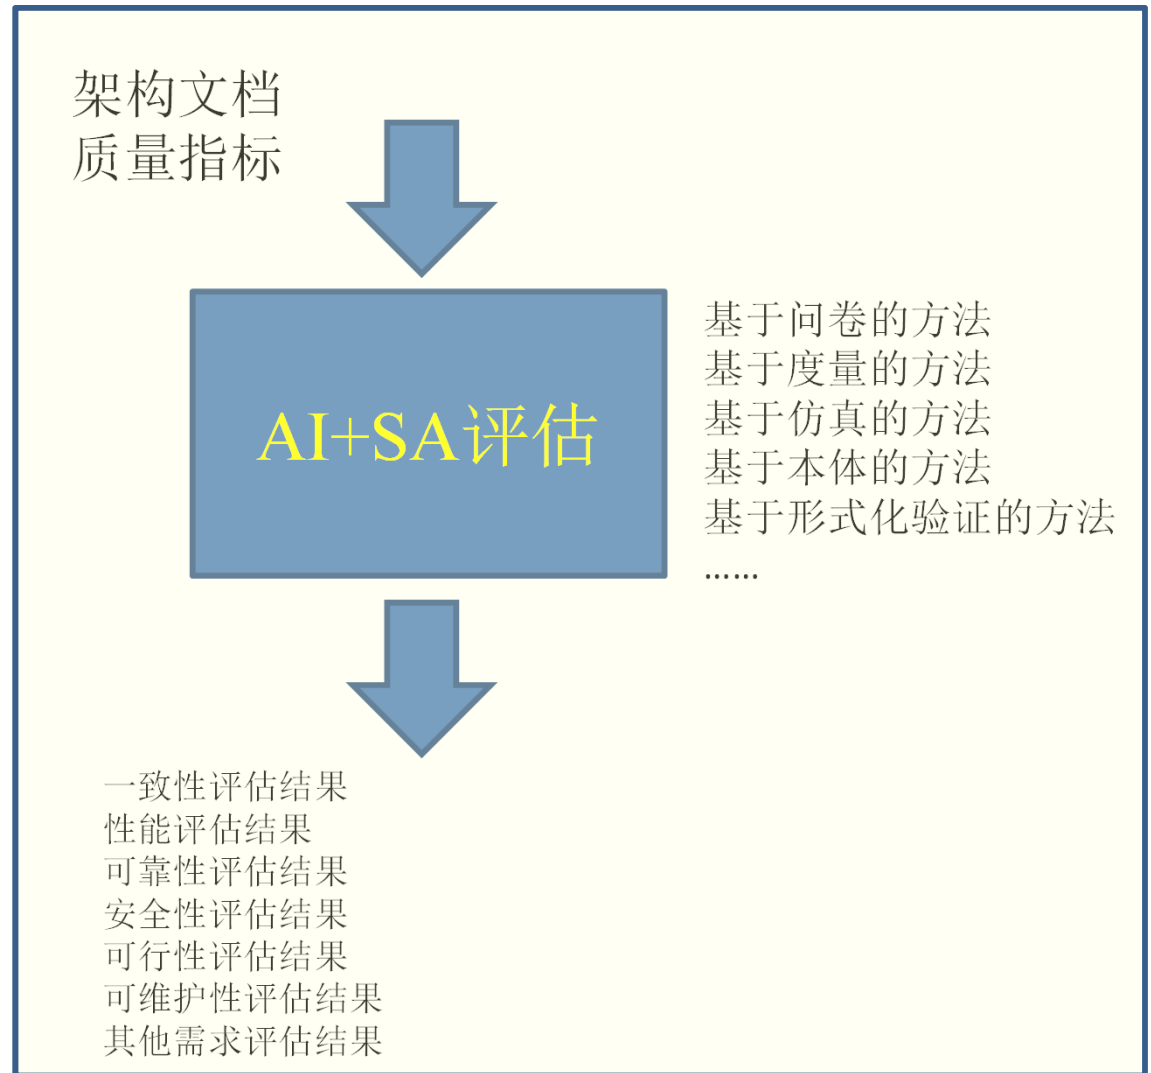 架构文档
质量指标
AI+SA评估
基于问卷的方法
基于度量的方法
基于仿真的方法
基于本体的方法
基于形式化验证的方法
……
一致性评估结果
性能评估结果
可靠性评估结果
安全性评估结果
可行性评估结果
可维护性评估结果
其他需求评估结果